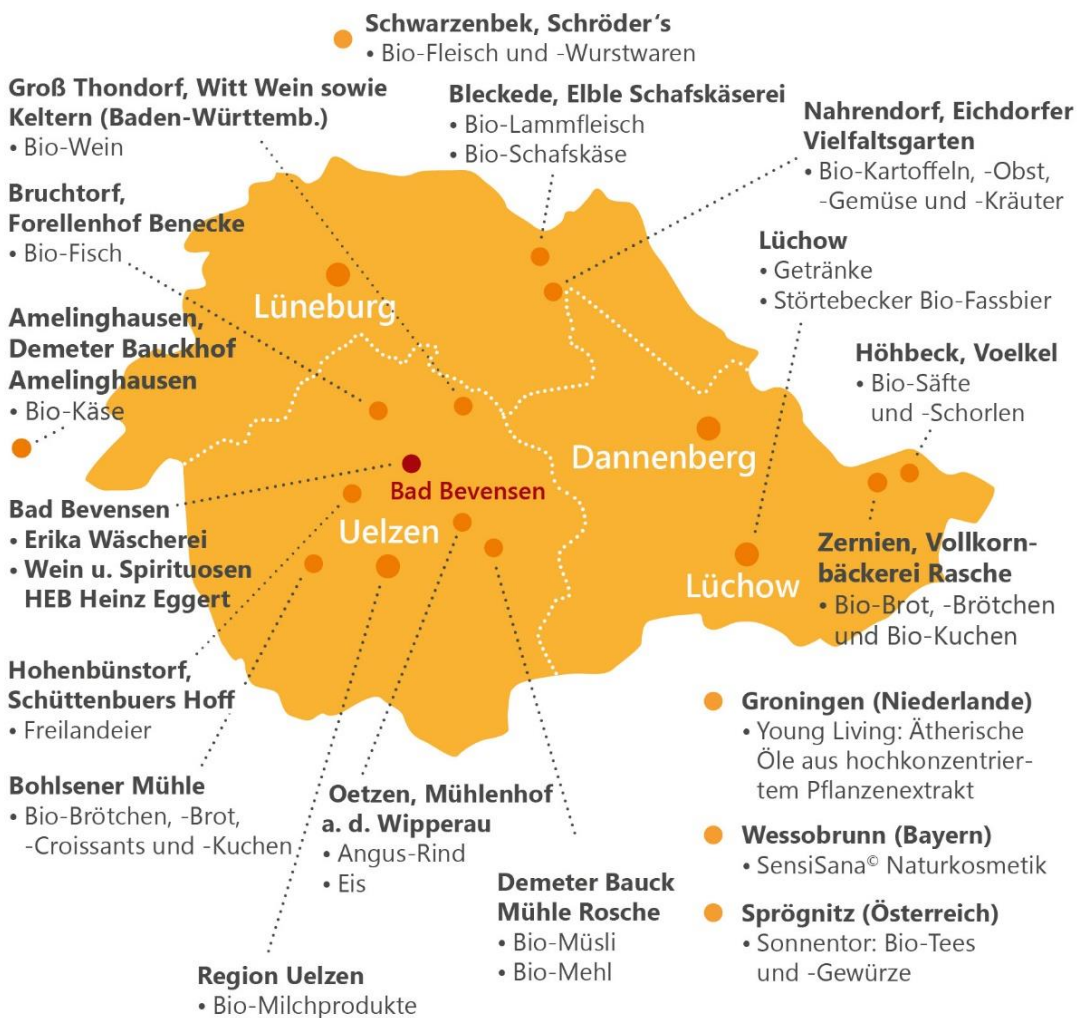 Schwarzenbek, Schröder‘s
• Bio-Fleisch und -Wurstwaren
Groß Thondorf, Witt Wein sowie
Keltern (Baden-Württemb.)
• Bio-Wein
Bleckede, Elble Schafskäserei
• Bio-Lammfleisch
• Bio-Schafskäse
Nahrendorf, Eichdorfer
Vielfaltsgarten
• Bio-Kartoffeln, -Obst,
-Gemüse und -Kräuter
Bruchtorf,
Forellenhof Benecke
• Bio-Fisch
Lüchow
• Getränke
• Störtebecker Bio-Fassbier
Lüneburg
Amelinghausen,
Demeter Bauckhof
Amelinghausen
• Bio-Käse
Höhbeck, Voelkel
• Bio-Säfte
und -Schorlen
Dannenberg
Bad Bevensen
Bad Bevensen
• Erika Wäscherei
• Wein u. Spirituosen
HEB Heinz Eggert
Uelzen
Lüchow
Zernien, Vollkorn-
bäckerei Rasche
• Bio-Brot, -Brötchen
und Bio-Kuchen
Hohenbünstorf,
Schüttenbuers Hoff
• Freilandeier
Bohlsener Mühle
• Bio-Brötchen, -Brot,
-Croissants und -Kuchen
Oetzen, Mühlenhof
a. d. Wipperau
• Angus-Rind
• Eis
Demeter Bauck
Mühle Rosche
• Bio-Müsli
• Bio-Mehl
Region Uelzen
• Bio-Milchprodukte
Groningen (Niederlande)
• Young Living: Ätherische
Öle aus hochkonzentrier-
tem Pflanzenextrakt
Wessobrunn (Bayern)
• SensiSana© Naturkosmetik
Sprögnitz (Österreich)
• Sonnentor: Bio-Tees
und -Gewürze